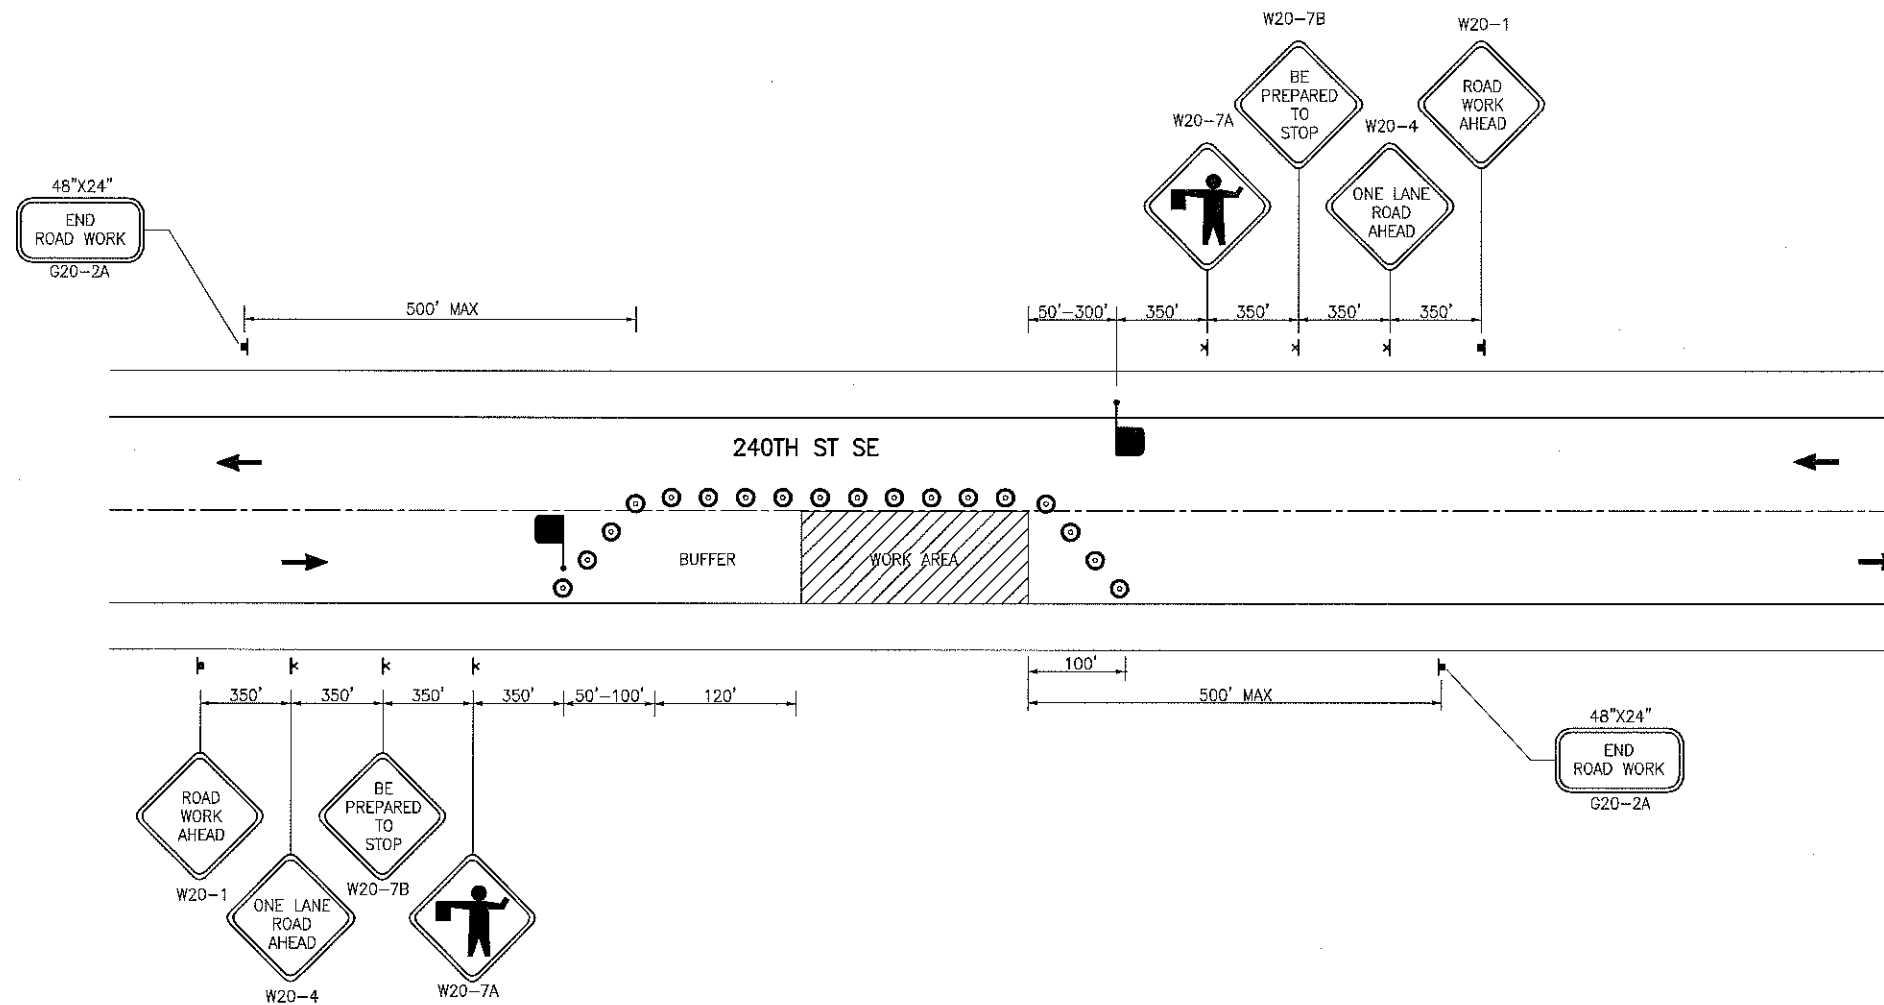 W20-7B
W20-1
BE
PREPARED
TO
STOP
ROAD
WORK
AHEAD
W20-7A
W20-4
ONE LANE
ROAD
AHEAD
48"X24"
END
ROAD WORK
G20-2A
500' MAX
50'-300'
350'
350'
350'
350'
240TH ST SE
BUFFER
WORK AREA
350'
350'
350'
350'
50'-100'
120'
100'
500' MAX
48"X24"
END
ROAD WORK
G20-2A
ROAD
WORK
AHEAD
W20-1
BE
PREPARED
TO
STOP
W20-7B
ONE LANE
ROAD
AHEAD
W20-4
W20-7A